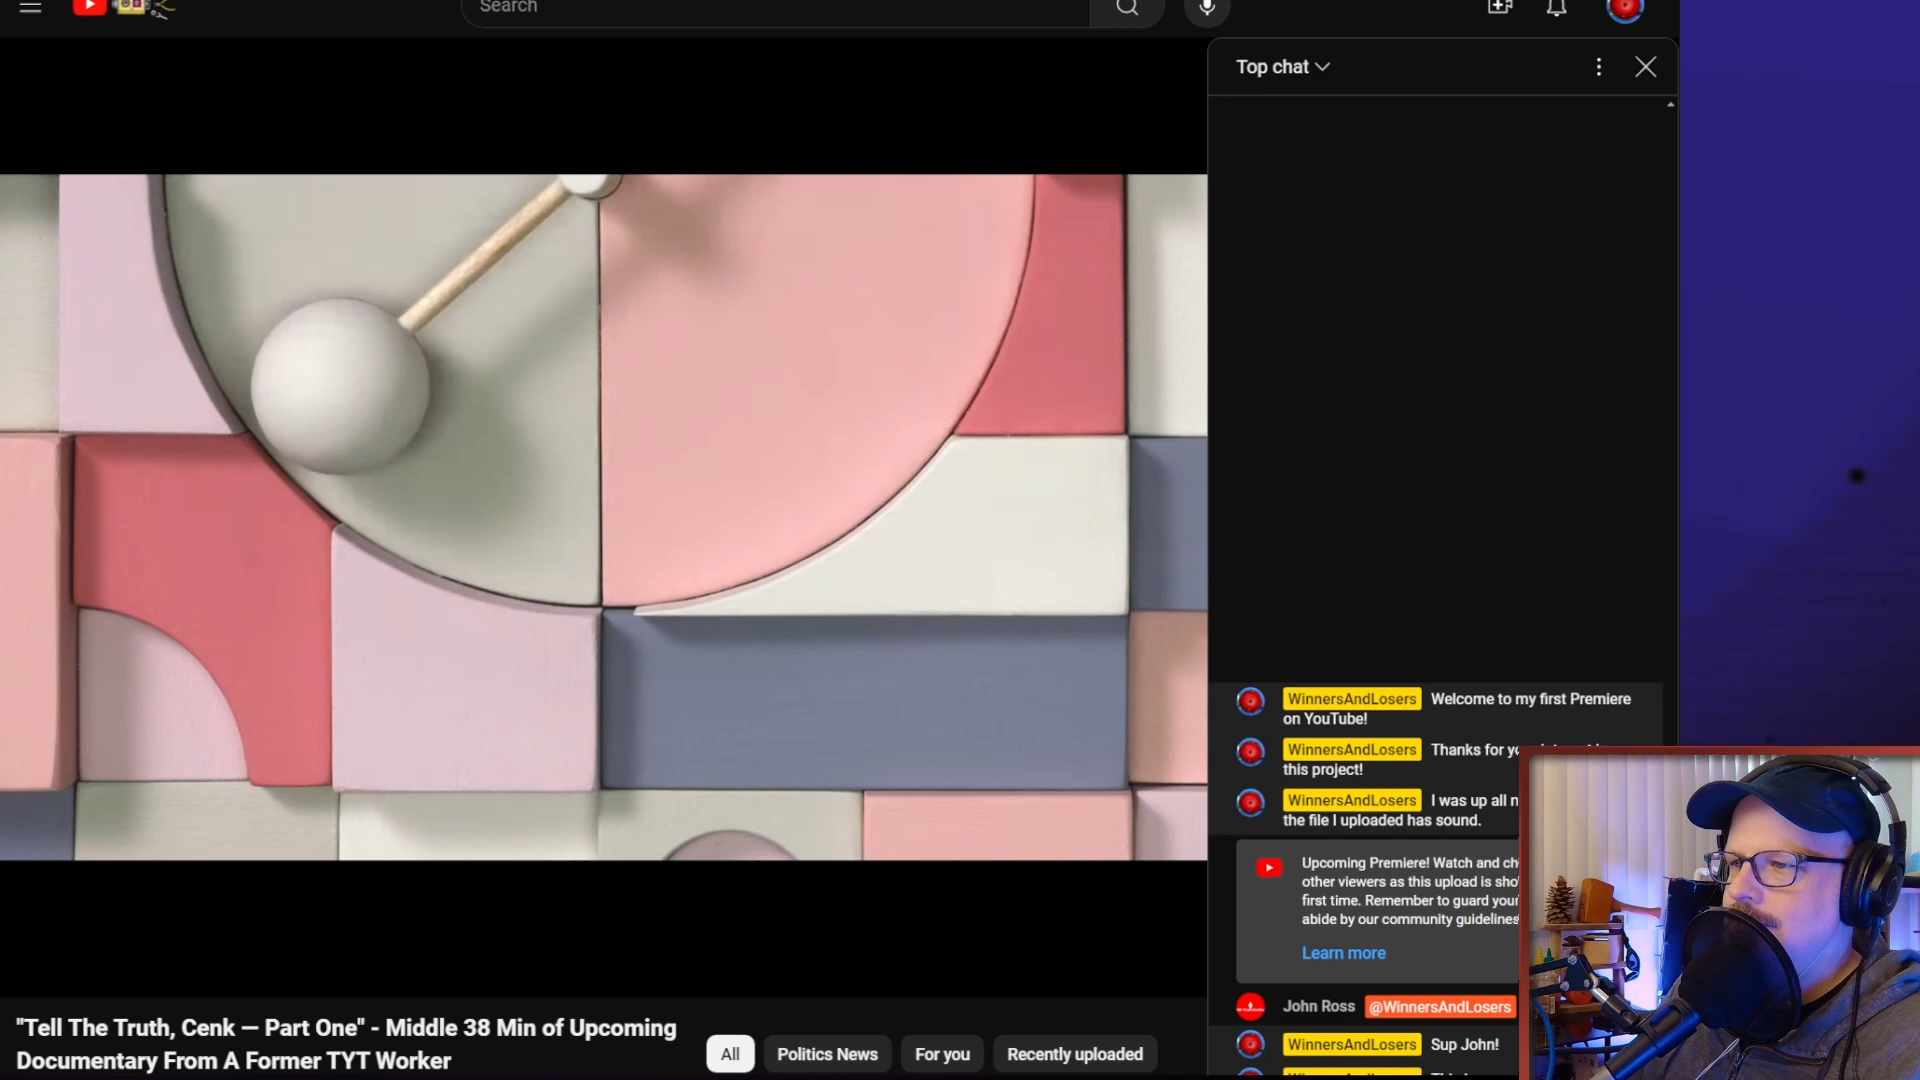 Search
Top chat
WinnersAndLosers Welcome to my first Premiere
on YouTube!
WinnersAndLosers Thanks for
this project!
WinnersAndLosers I was up all
the file I uploaded has sound.
Upcoming Premiere! Watch and
other viewers as this upload is
first time. Remember to guard
abide by our community guidelines
Learn more
John Ross @WinnersAndLosers
WinnersAndLosers Sup John!
"Tell The Truth, Cenk — Part One" - Middle 38 Min of Upcoming
Documentary From A Former TYT Worker
All
Politics News
For you
Recently uploaded